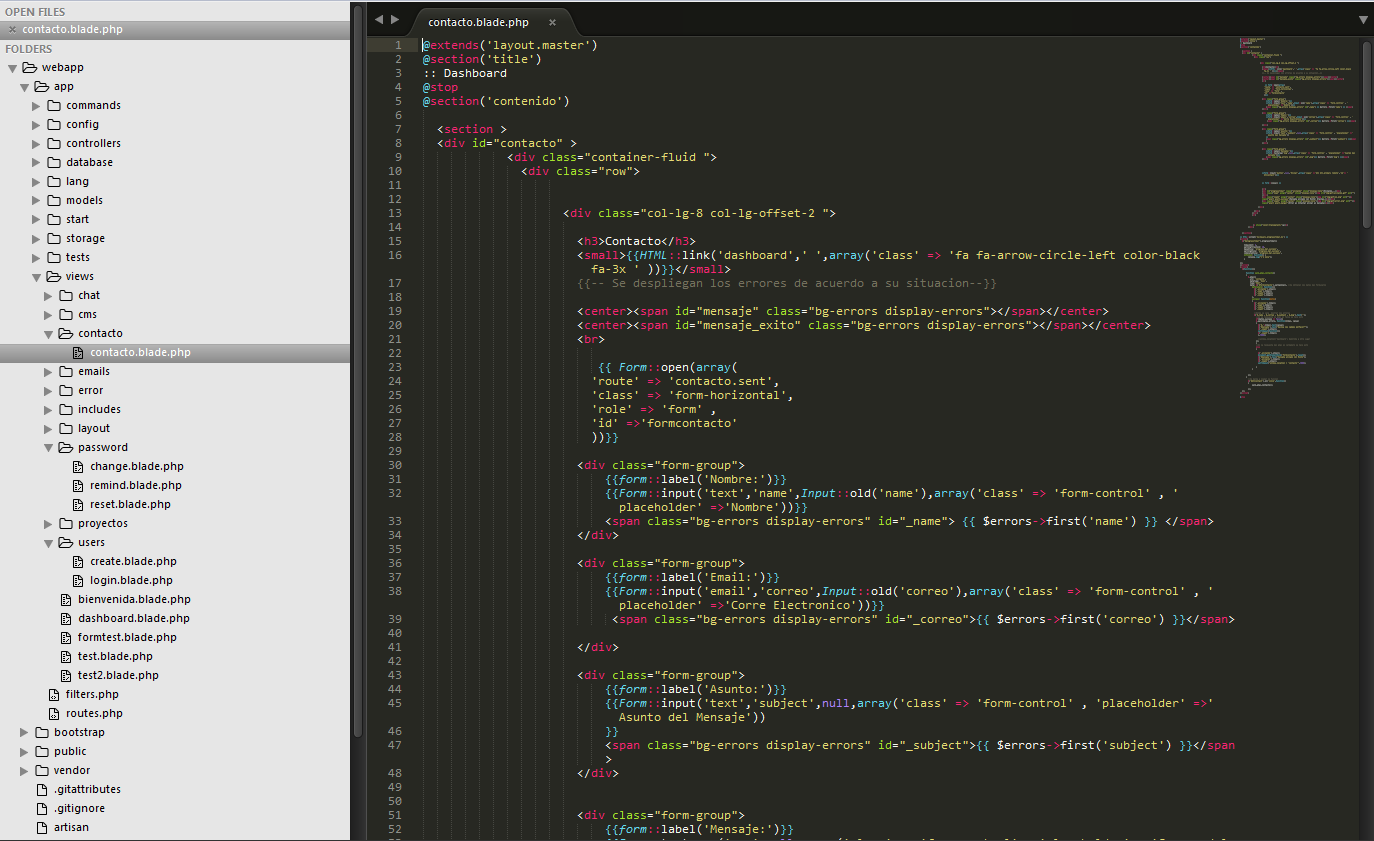 OPEN FILES
contacto.blade.php
FOLDERS
webapp
app
commands
config
controllers
database
lang
models
start
storage
tests
views
chat
cms
contacto
contacto.blade.php
emails
error
includes
layout
password
change.blade.php
remind.blade.php
reset.blade.php
proyectos
users
create.blade.php
login.blade.php
bienvenida.blade.php
dashboard.blade.php
formtest.blade.php
test.blade.php
test2.blade.php
filters.php
routes.php
bootstrap
public
vendor
.gitattributes
.gitignore
artisan
contacto.blade.php
1 @extends('layout.master')
2 @section('title')
3 :: Dashboard
4 @stop
5 @section('contenido')
6
7 <section >
8 <div id="contacto" >
9 <div class="container-fluid ">
10 <div class="row">
11
12
13 <div class="col-lg-8 col-lg-offset-2 ">
14
15 <h3>Contacto</h3>
16 <small>{{HTML::link('dashboard',' ',array('class' => 'fa fa-arrow-circle-left color-black
fa-3x ' ))}}</small>
17 {{-- Se despliegan los errores de acuerdo a su situacion--}}
18
19 <center><span id="mensaje" class="bg-errors display-errors"></span></center>
20 <center><span id="mensaje_exito" class="bg-errors display-errors"></span></center>
21 <br>
22
23 {{ Form::open(array(
24 'route' => 'contacto.sent',
25 'class' => 'form-horizontal',
26 'role' => 'form' ,
27 'id' =>'formcontacto'
28 ))}}
29
30 <div class="form-group">
31 {{form::label('Nombre:')}}
32 {{Form::input('text','name',Input::old('name'),array('class' => 'form-control' , '
placeholder' =>'Nombre'))}}
33 <span class="bg-errors display-errors" id="_name"> {{ $errors->first('name') }} </span>
34 </div>
35
36 <div class="form-group">
37 {{form::label('Email:')}}
38 {{Form::input('email','correo',Input::old('correo'),array('class' => 'form-control' , '
placeholder' =>'Corre Electronico'))}}
39 <span class="bg-errors display-errors" id="_correo">{{ $errors->first('correo') }}</span>
40
41 </div>
42
43 <div class="form-group">
44 {{form::label('Asunto:')}}
45 {{Form::input('text','subject',null,array('class' => 'form-control' , 'placeholder' =>'
Asunto del Mensaje'))
46 }}
47 <span class="bg-errors display-errors" id="_subject">{{ $errors->first('subject') }}</span
>
48 </div>
49
50
51 <div class="form-group">
52 {{form::label('Mensaje:')}}